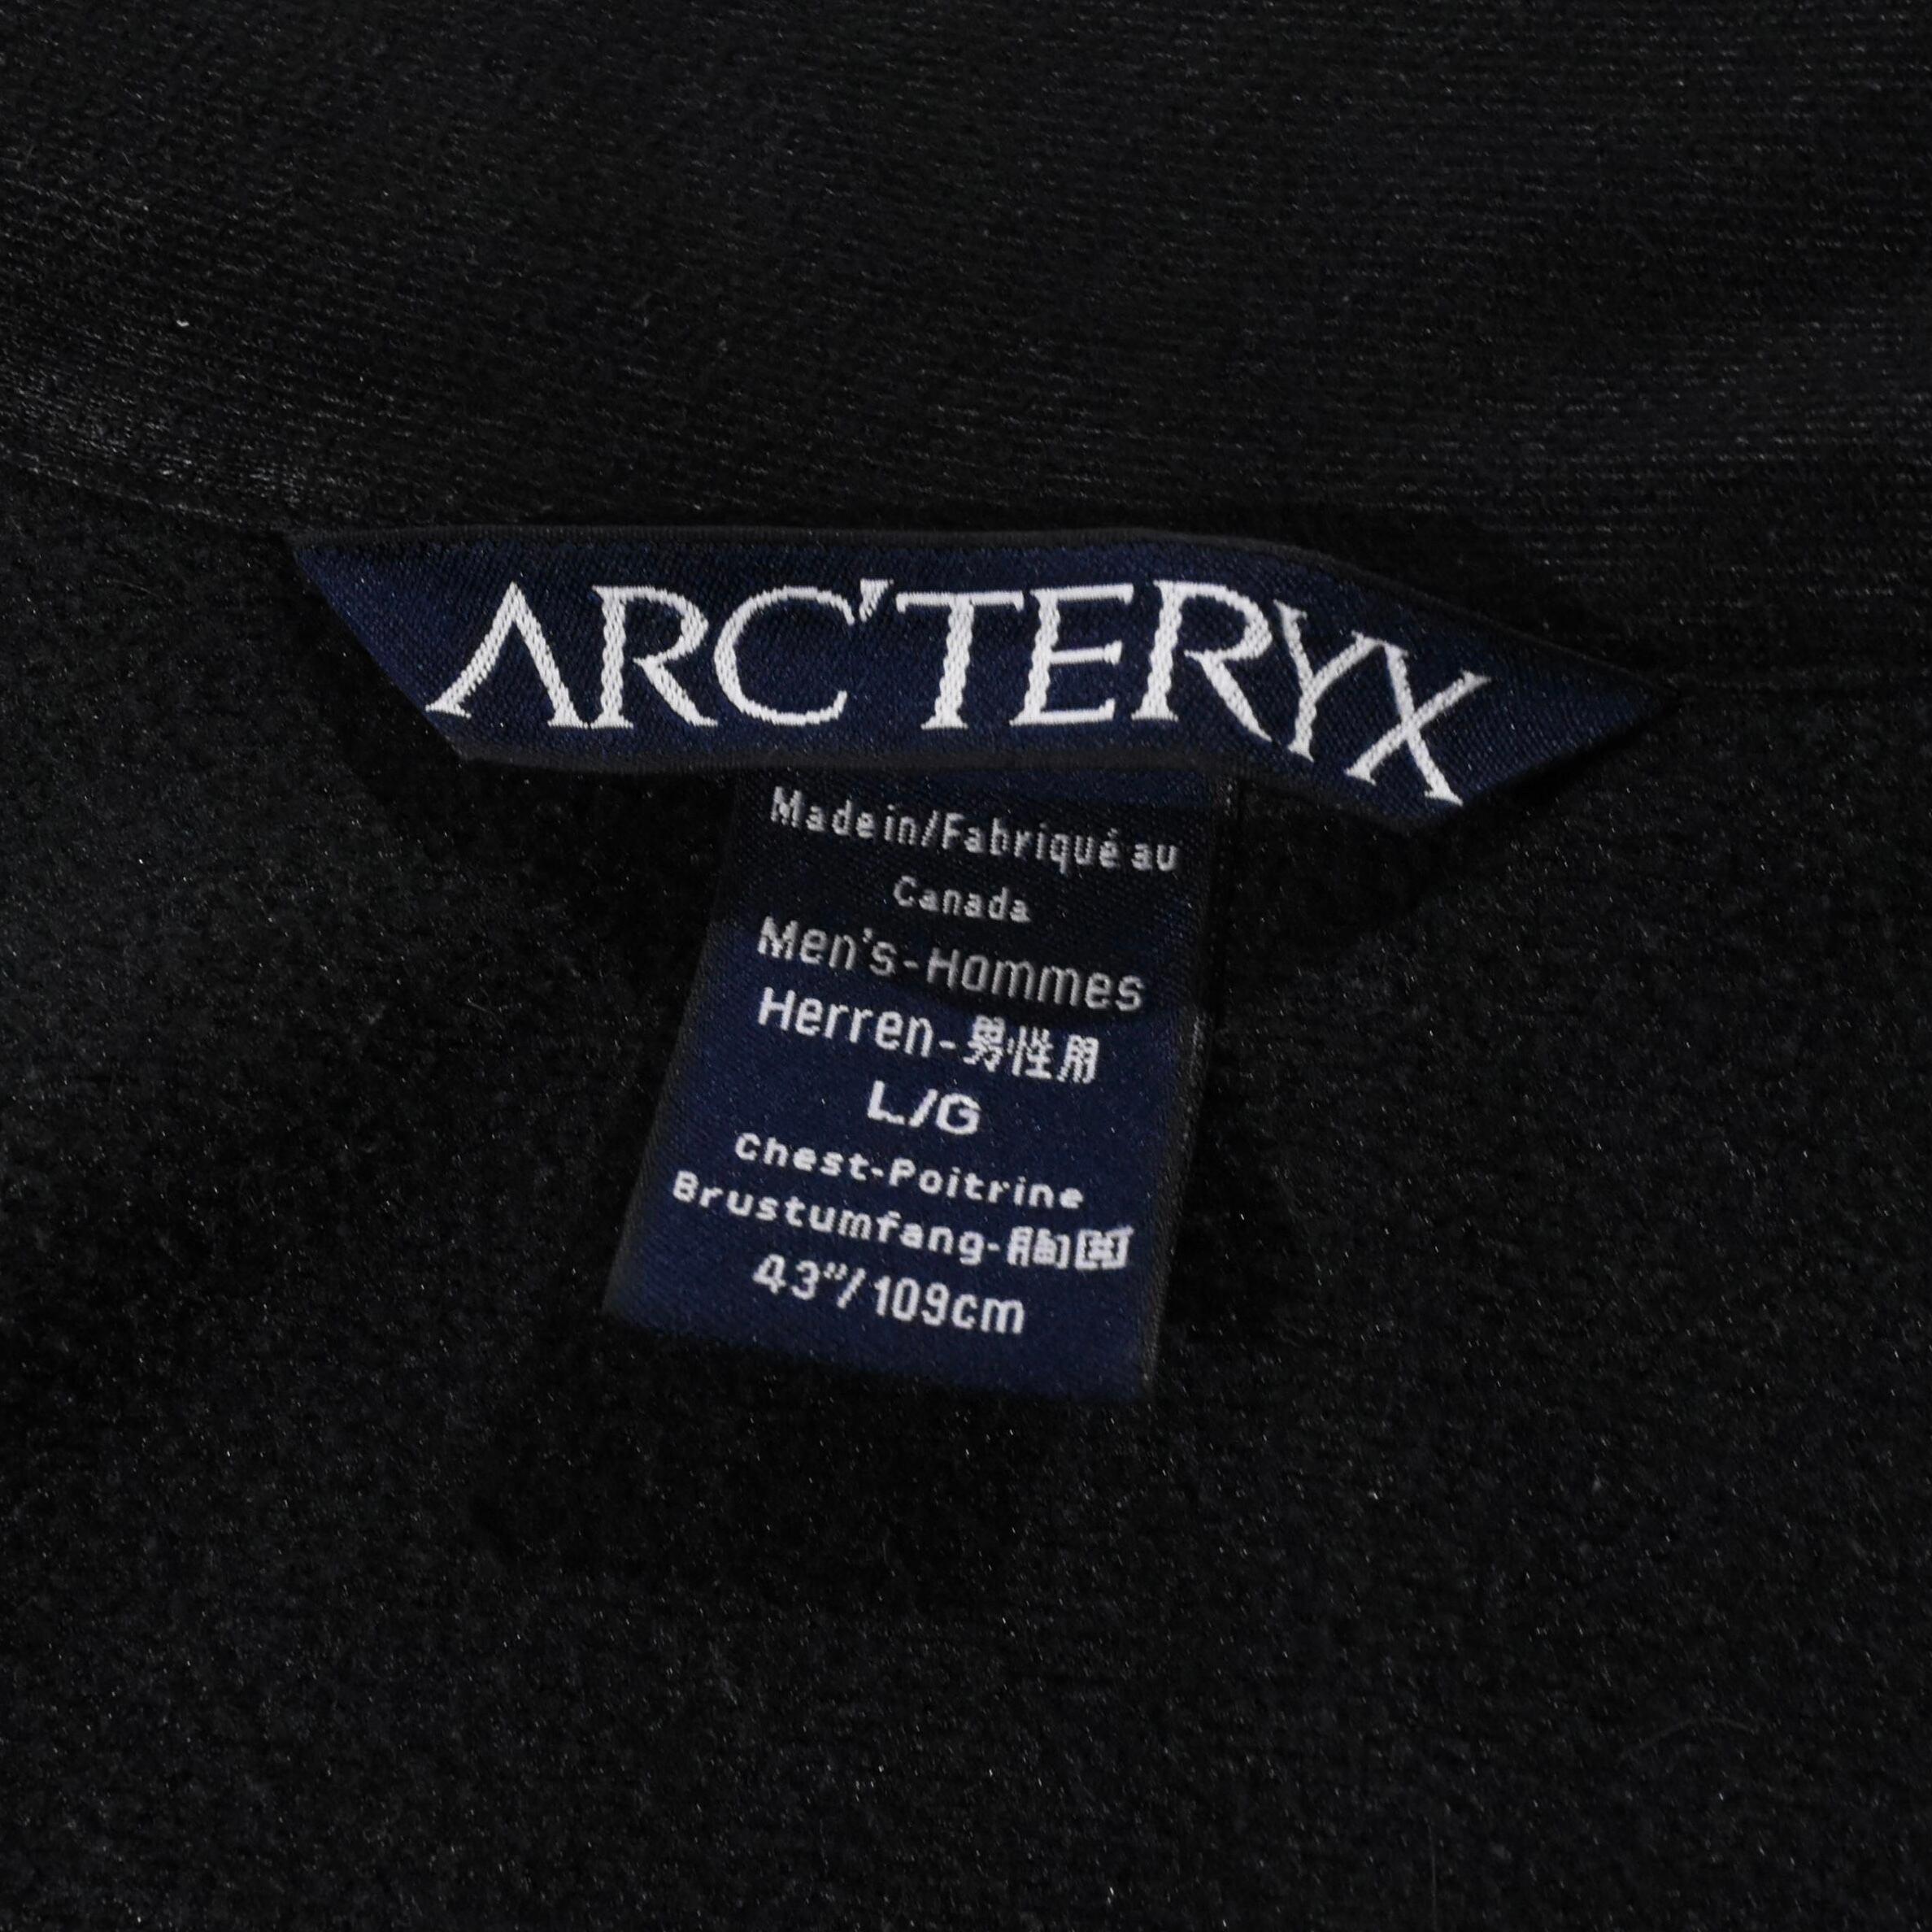 ARC'TERYX
Made in/Fabriqué au
Canada
Men's-Hommes
Herren-男性用
L/G
Chest-Poitrine
Brustumfang-胸囲
43"/109cm